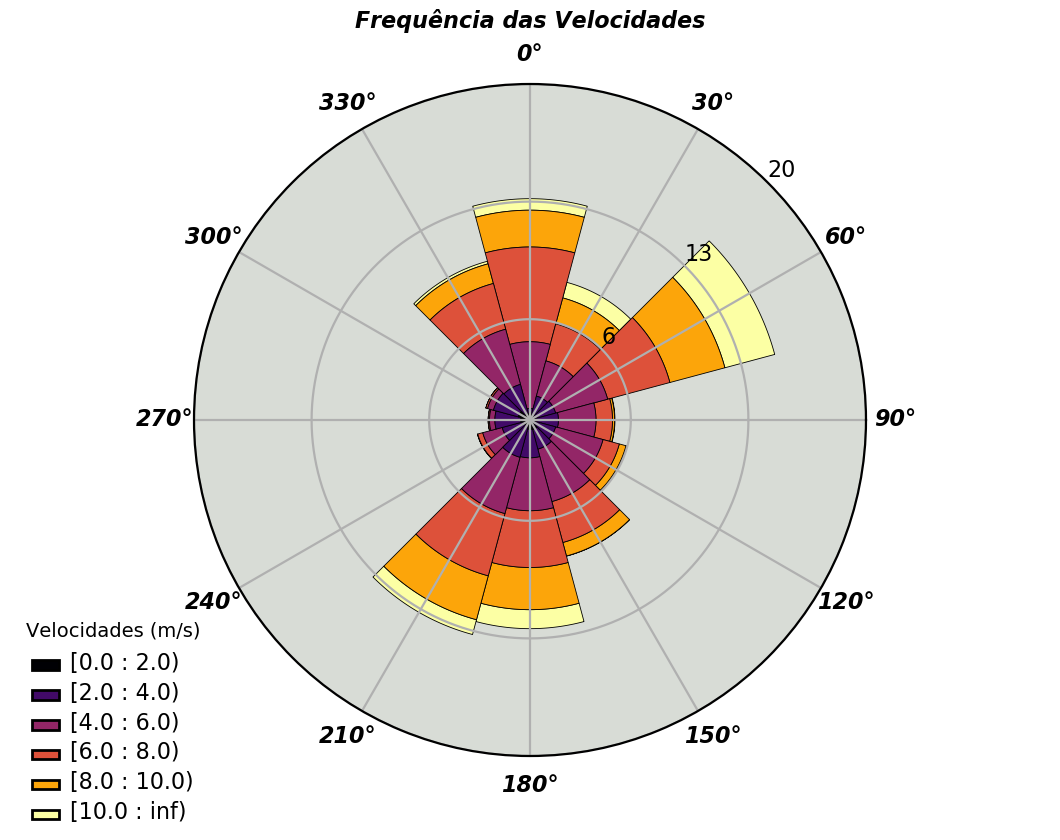 Frequência das Velocidades
0°
330°
30°
20
300°
60°
13
6
270°
90°
240°
120°
210°
150°
180°
Velocidades (m/s)
[0.0 : 2.0)
[2.0 : 4.0)
[4.0 : 6.0)
[6.0 : 8.0)
[8.0 : 10.0)
[10.0 : inf)